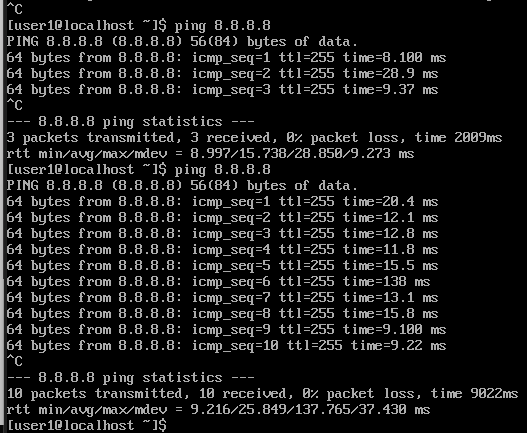 ^C
[user1@localhost ~]$ ping 8.8.8.8
PING 8.8.8.8 (8.8.8.8) 56(84) bytes of data.
64 bytes from 8.8.8.8: icmp_seq=1 ttl=255 time=8.100 ms
64 bytes from 8.8.8.8: icmp_seq=2 ttl=255 time=28.9 ms
64 bytes from 8.8.8.8: icmp_seq=3 ttl=255 time=9.37 ms
^C
--- 8.8.8.8 ping statistics ---
3 packets transmitted, 3 received, 0% packet loss, time 2009ms
rtt min/avg/max/mdev = 8.997/15.738/28.850/9.273 ms
[user1@localhost ~]$ ping 8.8.8.8
PING 8.8.8.8 (8.8.8.8) 56(84) bytes of data.
64 bytes from 8.8.8.8: icmp_seq=1 ttl=255 time=20.4 ms
64 bytes from 8.8.8.8: icmp_seq=2 ttl=255 time=12.1 ms
64 bytes from 8.8.8.8: icmp_seq=3 ttl=255 time=12.8 ms
64 bytes from 8.8.8.8: icmp_seq=4 ttl=255 time=11.8 ms
64 bytes from 8.8.8.8: icmp_seq=5 ttl=255 time=15.5 ms
64 bytes from 8.8.8.8: icmp_seq=6 ttl=255 time=138 ms
64 bytes from 8.8.8.8: icmp_seq=7 ttl=255 time=13.1 ms
64 bytes from 8.8.8.8: icmp_seq=8 ttl=255 time=15.8 ms
64 bytes from 8.8.8.8: icmp_seq=9 ttl=255 time=9.100 ms
64 bytes from 8.8.8.8: icmp_seq=10 ttl=255 time=9.22 ms
^C
--- 8.8.8.8 ping statistics ---
10 packets transmitted, 10 received, 0% packet loss, time 9022ms
rtt min/avg/max/mdev = 9.216/25.849/137.765/37.430 ms
[user1@localhost ~]$